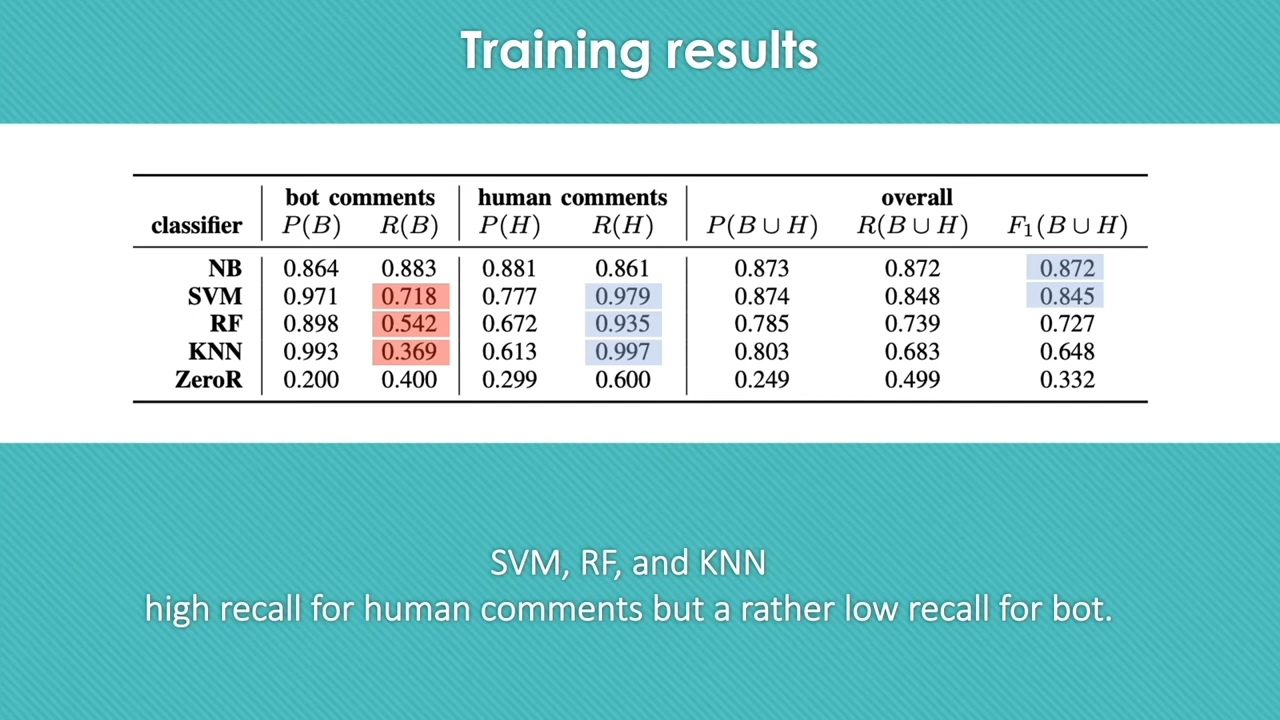 Training results
bot comments human comments overall
classifier P(B) R(B) P(H) R(H) P(B ∪ H) R(B ∪ H) F₁(B ∪ H)
NB 0.864 0.883 0.881 0.861 0.873 0.872 0.872
SVM 0.971 0.718 0.777 0.979 0.874 0.848 0.845
RF 0.898 0.542 0.672 0.935 0.785 0.739 0.727
KNN 0.993 0.369 0.613 0.997 0.803 0.683 0.648
ZeroR 0.200 0.400 0.299 0.600 0.249 0.499 0.332
SVM, RF, and KNN
high recall for human comments but a rather low recall for bot.